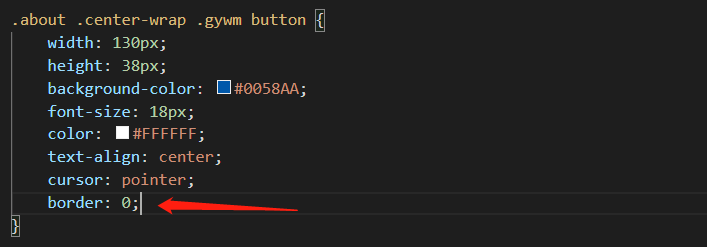 .about .center-wrap .gywm button {
width: 130px;
height: 38px;
background-color: #0058AA;
font-size: 18px;
color: #FFFFFF;
text-align: center;
cursor: pointer;
border: 0;
}